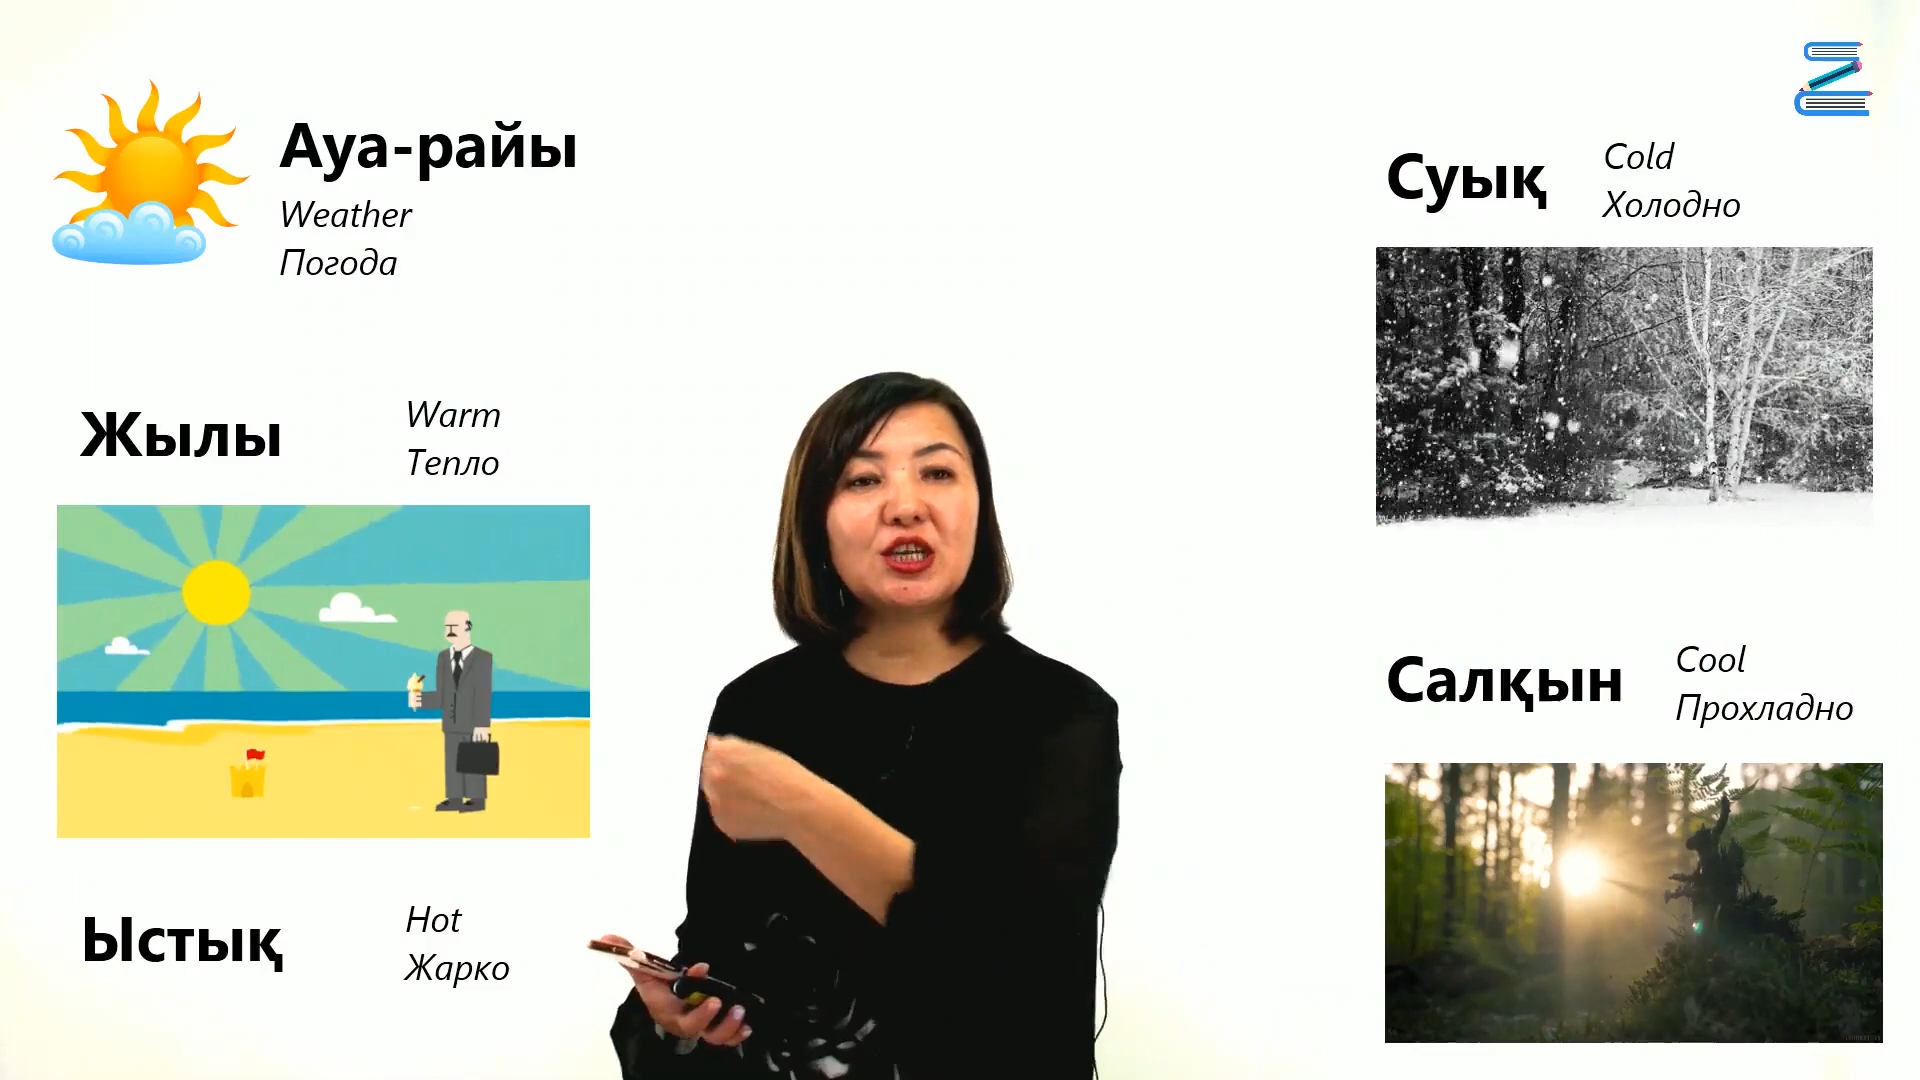 Ауа-райы
Weather
Погода
Жылы
Warm
Тепло
Ыстық
Hot
Жарко
Суық
Cold
Холодно
Салқын
Cool
Прохладно